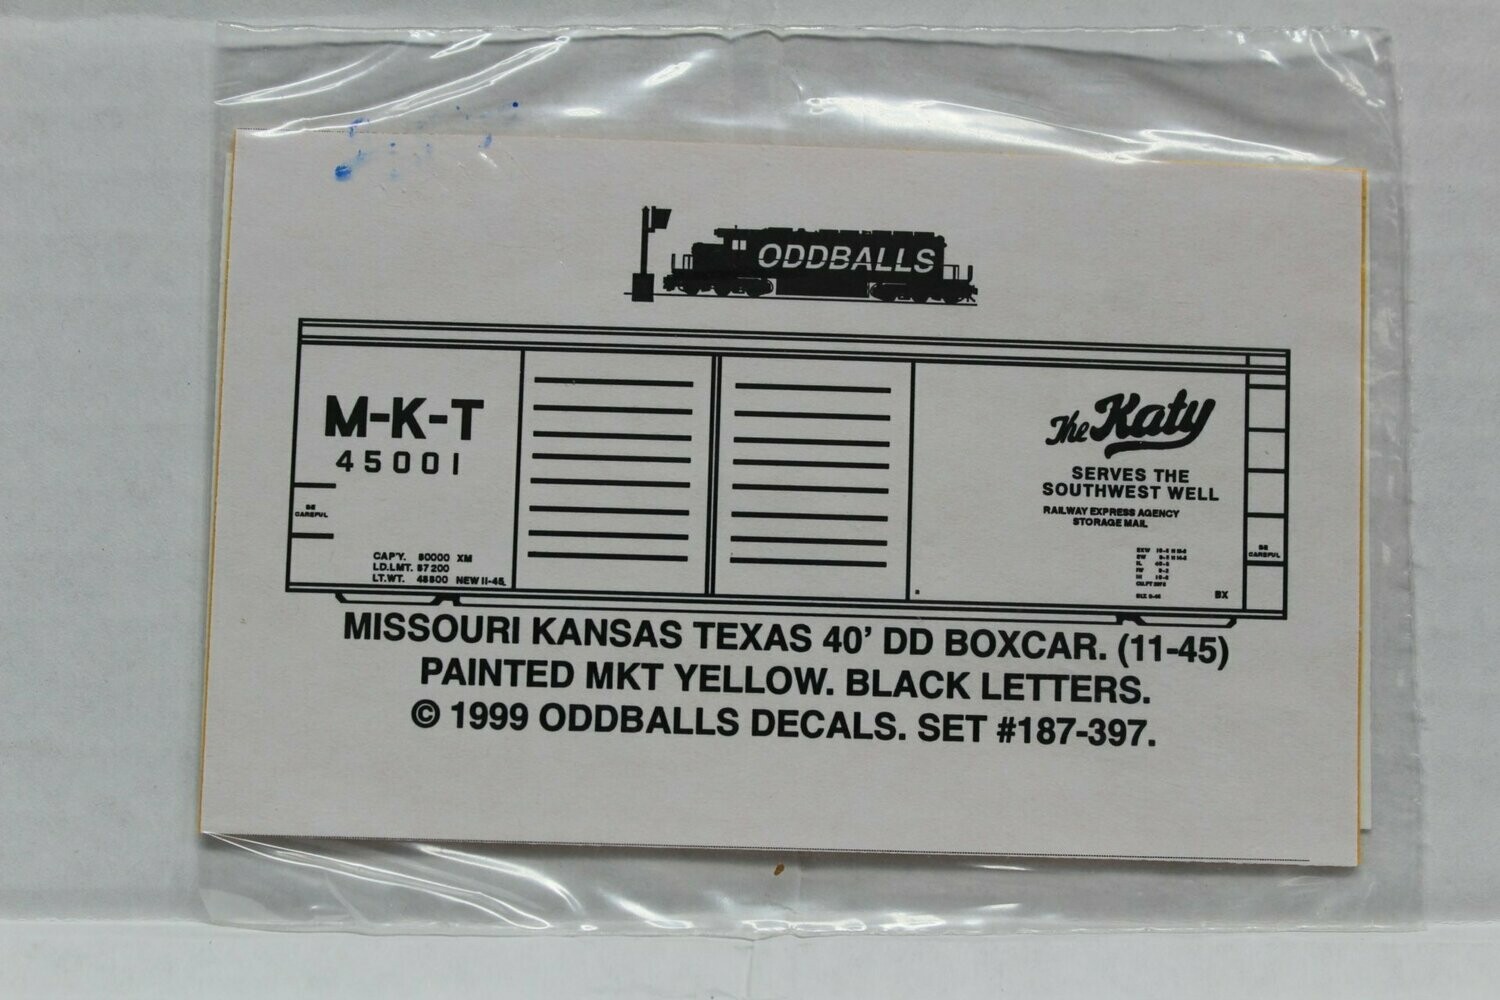 ODDBALLS
M-K-T
45001
BE
CAREFUL
CAP'Y. 80000 XM
LD.LMT. 87200
LT.WT. 48800 NEW 11-45.
The Katy
SERVES THE
SOUTHWEST WELL
RAILWAY EXPRESS AGENCY
STORAGE MAIL
BE
CAREFUL
BX
MISSOURI KANSAS TEXAS 40' DD BOXCAR. (11-45)
PAINTED MKT YELLOW. BLACK LETTERS.
© 1999 ODDBALLS DECALS. SET #187-397.